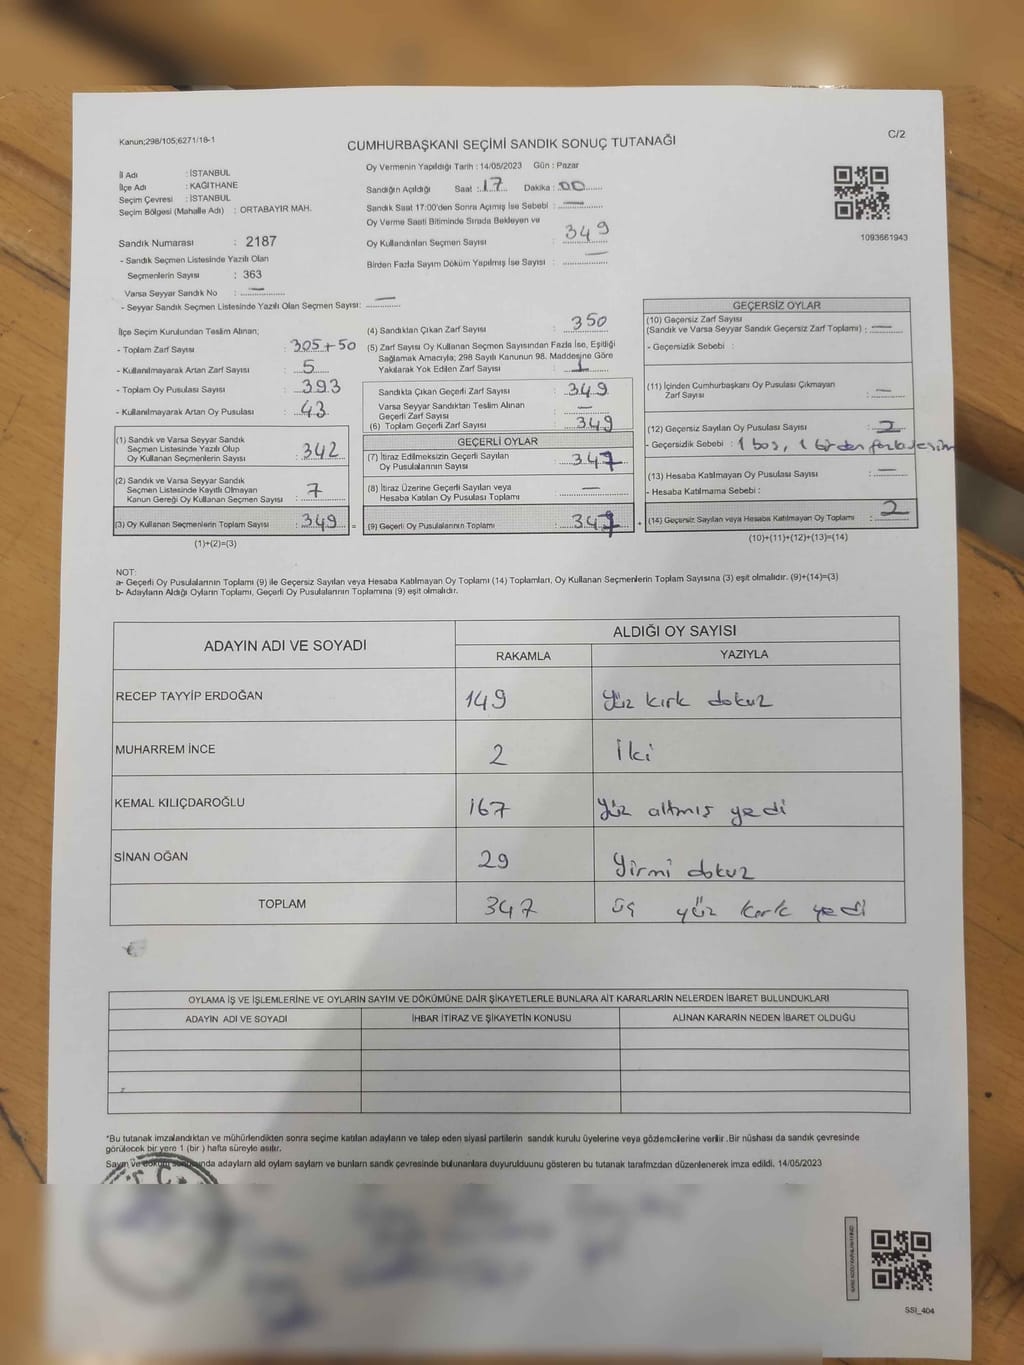 Kanun;298/105;6271/18-1
C/2
CUMHURBAŞKANI SEÇİMİ SANDIK SONUÇ TUTANAĞI
İl Adı : İSTANBUL
İlçe Adı : KAĞITHANE
Seçim Çevresi : İSTANBUL
Seçim Bölgesi (Mahalle Adı) : ORTABAYIR MAH.
Sandık Numarası : 2187
- Sandık Seçmen Listesinde Yazılı Olan
Seçmenlerin Sayısı : 363
Varsa Seyyar Sandık No : —
- Seyyar Sandık Seçmen Listesinde Yazılı Olan Seçmen Sayısı: —
Oy Vermenin Yapıldığı Tarih : 14/05/2023 Gün : Pazar
Sandığın Açıldığı Saat : 17 Dakika : 00
Sandık Saat 17:00'den Sonra Açımış İse Sebebi : —
Oy Verme Saati Bitiminde Sırada Bekleyen ve
Oy Kullandırılan Seçmen Sayısı : 349
Birden Fazla Sayım Döküm Yapılmış İse Sayısı : —
1093661943
İlçe Seçim Kurulundan Teslim Alınan;
- Toplam Zarf Sayısı : 305+50
- Kullanılmayarak Artan Zarf Sayısı : 5
- Toplam Oy Pusulası Sayısı : 393
- Kullanılmayarak Artan Oy Pusulası : 43
(1) Sandık ve Varsa Seyyar Sandık
Seçmen Listesinde Yazılı Olup
Oy Kullanan Seçmenlerin Sayısı : 342
(2) Sandık ve Varsa Seyyar Sandık
Seçmen Listesinde Kayıtlı Olmayan
Kanun Gereği Oy Kullanan Seçmen Sayısı : 7
(3) Oy Kullanan Seçmenlerin Toplam Sayısı : 349 =
(1)+(2)=(3)
(4) Sandıktan Çıkan Zarf Sayısı : 350
(5) Zarf Sayısı Oy Kullanan Seçmen Sayısından Fazla İse, Eşitliği
Sağlamak Amacıyla; 298 Sayılı Kanunun 98. Maddesine Göre
Yakılarak Yok Edilen Zarf Sayısı : 1
Sandıkta Çıkan Geçerli Zarf Sayısı : 349
Varsa Seyyar Sandıktan Teslim Alınan
Geçerli Zarf Sayısı : —
(6) Toplam Geçerli Zarf Sayısı : 349
GEÇERLİ OYLAR
(7) İtiraz Edilmeksizin Geçerli Sayılan
Oy Pusulalarının Sayısı : 347
(8) İtiraz Üzerine Geçerli Sayılan veya
Hesaba Katılan Oy Pusulası Toplamı : —
(9) Geçerli Oy Pusulalarının Toplamı : 347 +
GEÇERSİZ OYLAR
(10) Geçersiz Zarf Sayısı
(Sandık ve Varsa Seyyar Sandık Geçersiz Zarf Toplamı) : —
- Geçersizlik Sebebi :
(11) İçinden Cumhurbaşkanı Oy Pusulası Çıkmayan
Zarf Sayısı : —
(12) Geçersiz Sayılan Oy Pusulası Sayısı : 2
- Geçersizlik Sebebi : 1 boş, 1 birden fazla
(13) Hesaba Katılmayan Oy Pusulası Sayısı : —
- Hesaba Katılmama Sebebi :
(14) Geçersiz Sayılan veya Hesaba Katılmayan Oy Toplamı : 2
(10)+(11)+(12)+(13)=(14)
NOT:
a- Geçerli Oy Pusulalarının Toplamı (9) ile Geçersiz Sayılan veya Hesaba Katılmayan Oy Toplamı (14) Toplamları, Oy Kullanan Seçmenlerin Toplam Sayısına (3) eşit olmalıdır. (9)+(14)=(3)
b- Adayların Aldığı Oyların Toplamı, Geçerli Oy Pusulalarının Toplamına (9) eşit olmalıdır.
ADAYIN ADI VE SOYADI
ALDIĞI OY SAYISI
RAKAMLA YAZIYLA
RECEP TAYYİP ERDOĞAN 149 Yüz kırk dokuz
MUHARREM İNCE 2 İki
KEMAL KILIÇDAROĞLU 167 Yüz altmış yedi
SİNAN OĞAN 29 Yirmi dokuz
TOPLAM 347 üç yüz kırk yedi
OYLAMA İŞ VE İŞLEMLERİNE VE OYLARIN SAYIM VE DÖKÜMÜNE DAİR ŞİKAYETLERLE BUNLARA AİT KARARLARIN NELERDEN İBARET BULUNDUKLARI
ADAYIN ADI VE SOYADI İHBAR İTİRAZ VE ŞİKAYETİN KONUSU ALINAN KARARIN NEDEN İBARET OLDUĞU
*Bu tutanak imzalandıktan ve mühürlendikten sonra seçime katılan adayların ve talep eden siyasi partilerin sandık kurulu üyelerine veya gözlemcilerine verilir .Bir nüshası da sandık çevresinde
görülecek bir yere 1 (bir ) hafta süreyle asılır.
Sayım ve döküm sonucunda adayların ald oyların sayıların ve bunların sandık çevresinde bulunanlara duyurulduunu gösteren bu tutanak tarafımzdan düzenlenerek imza edildi. 14/05/2023
T.C.
SSI_404